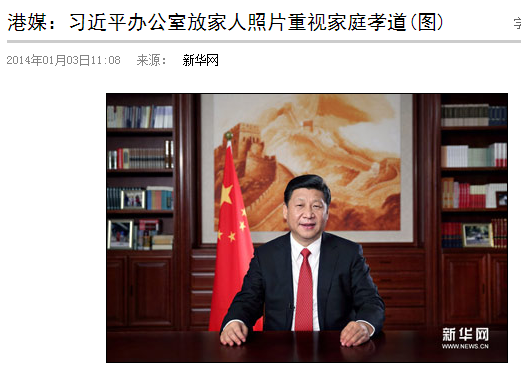 港媒：习近平办公室放家人照片重视家庭孝道(图)
字
2014年01月03日11:08 来源： 新华网
新华网
WWW.NEWS.CN